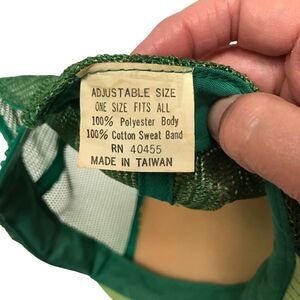 ADJUSTABLE SIZE
ONE SIZE FITS ALL
100% Polyester Body
100% Cotton Sweat Band
RN 40455
MADE IN TAIWAN